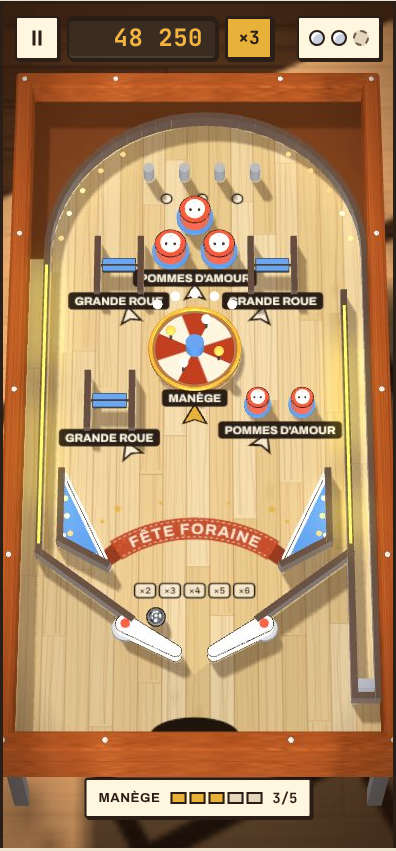 48 250
×3
POMMES D'AMOUR
GRANDE ROUE
GRANDE ROUE
MANÈGE
GRANDE ROUE
POMMES D'AMOUR
FÊTE FORAINE
×2 ×3 ×4 ×5 ×6
MANÈGE 3/5